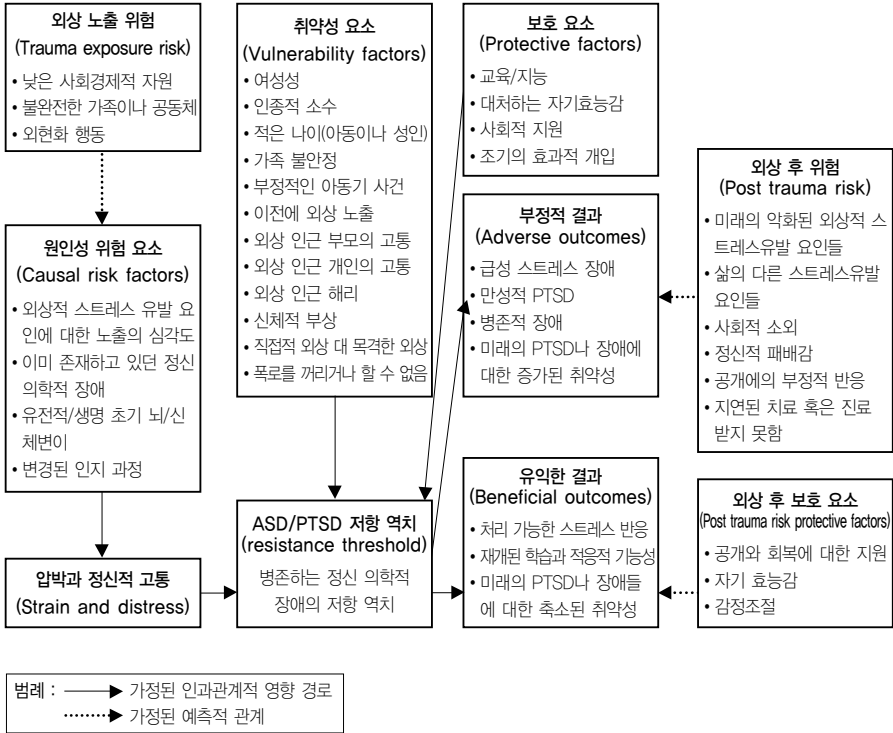 외상 노출 위험
(Trauma exposure risk)
• 낮은 사회경제적 자원
• 불완전한 가족이나 공동체
• 외현화 행동
원인성 위험 요소
(Causal risk factors)
• 외상적 스트레스 유발 요
인에 대한 노출의 심각도
• 이미 존재하고 있던 정신
의학적 장애
• 유전적/생명 초기 뇌/신
체변이
• 변경된 인지 과정
압박과 정신적 고통
(Strain and distress)
취약성 요소
(Vulnerability factors)
• 여성성
• 인종적 소수
• 적은 나이(아동이나 성인)
• 가족 불안정
• 부정적인 아동기 사건
• 이전에 외상 노출
• 외상 인근 부모의 고통
• 외상 인근 개인의 고통
• 외상 인근 해리
• 신체적 부상
• 직접적 외상 대 목격한 외상
• 폭로를 꺼리거나 할 수 없음
ASD/PTSD 저항 역치
(resistance threshold)
병존하는 정신 의학적
장애의 저항 역치
보호 요소
(Protective factors)
• 교육/지능
• 대처하는 자기효능감
• 사회적 지원
• 조기의 효과적 개입
부정적 결과
(Adverse outcomes)
• 급성 스트레스 장애
• 만성적 PTSD
• 병존적 장애
• 미래의 PTSD나 장애에
대한 증가된 취약성
유익한 결과
(Beneficial outcomes)
• 처리 가능한 스트레스 반응
• 재개된 학습과 적응적 기능성
• 미래의 PTSD나 장애들
에 대한 축소된 취약성
외상 후 위험
(Post trauma risk)
• 미래의 악화된 외상적 스
트레스유발 요인들
• 삶의 다른 스트레스유발
요인들
• 사회적 소외
• 정신적 패배감
• 공개에의 부정적 반응
• 지연된 치료 혹은 진료
받지 못함
외상 후 보호 요소
(Post trauma risk protective factors)
• 공개와 회복에 대한 지원
• 자기 효능감
• 감정조절
범례 : 가정된 인과관계적 영향 경로
가정된 예측적 관계